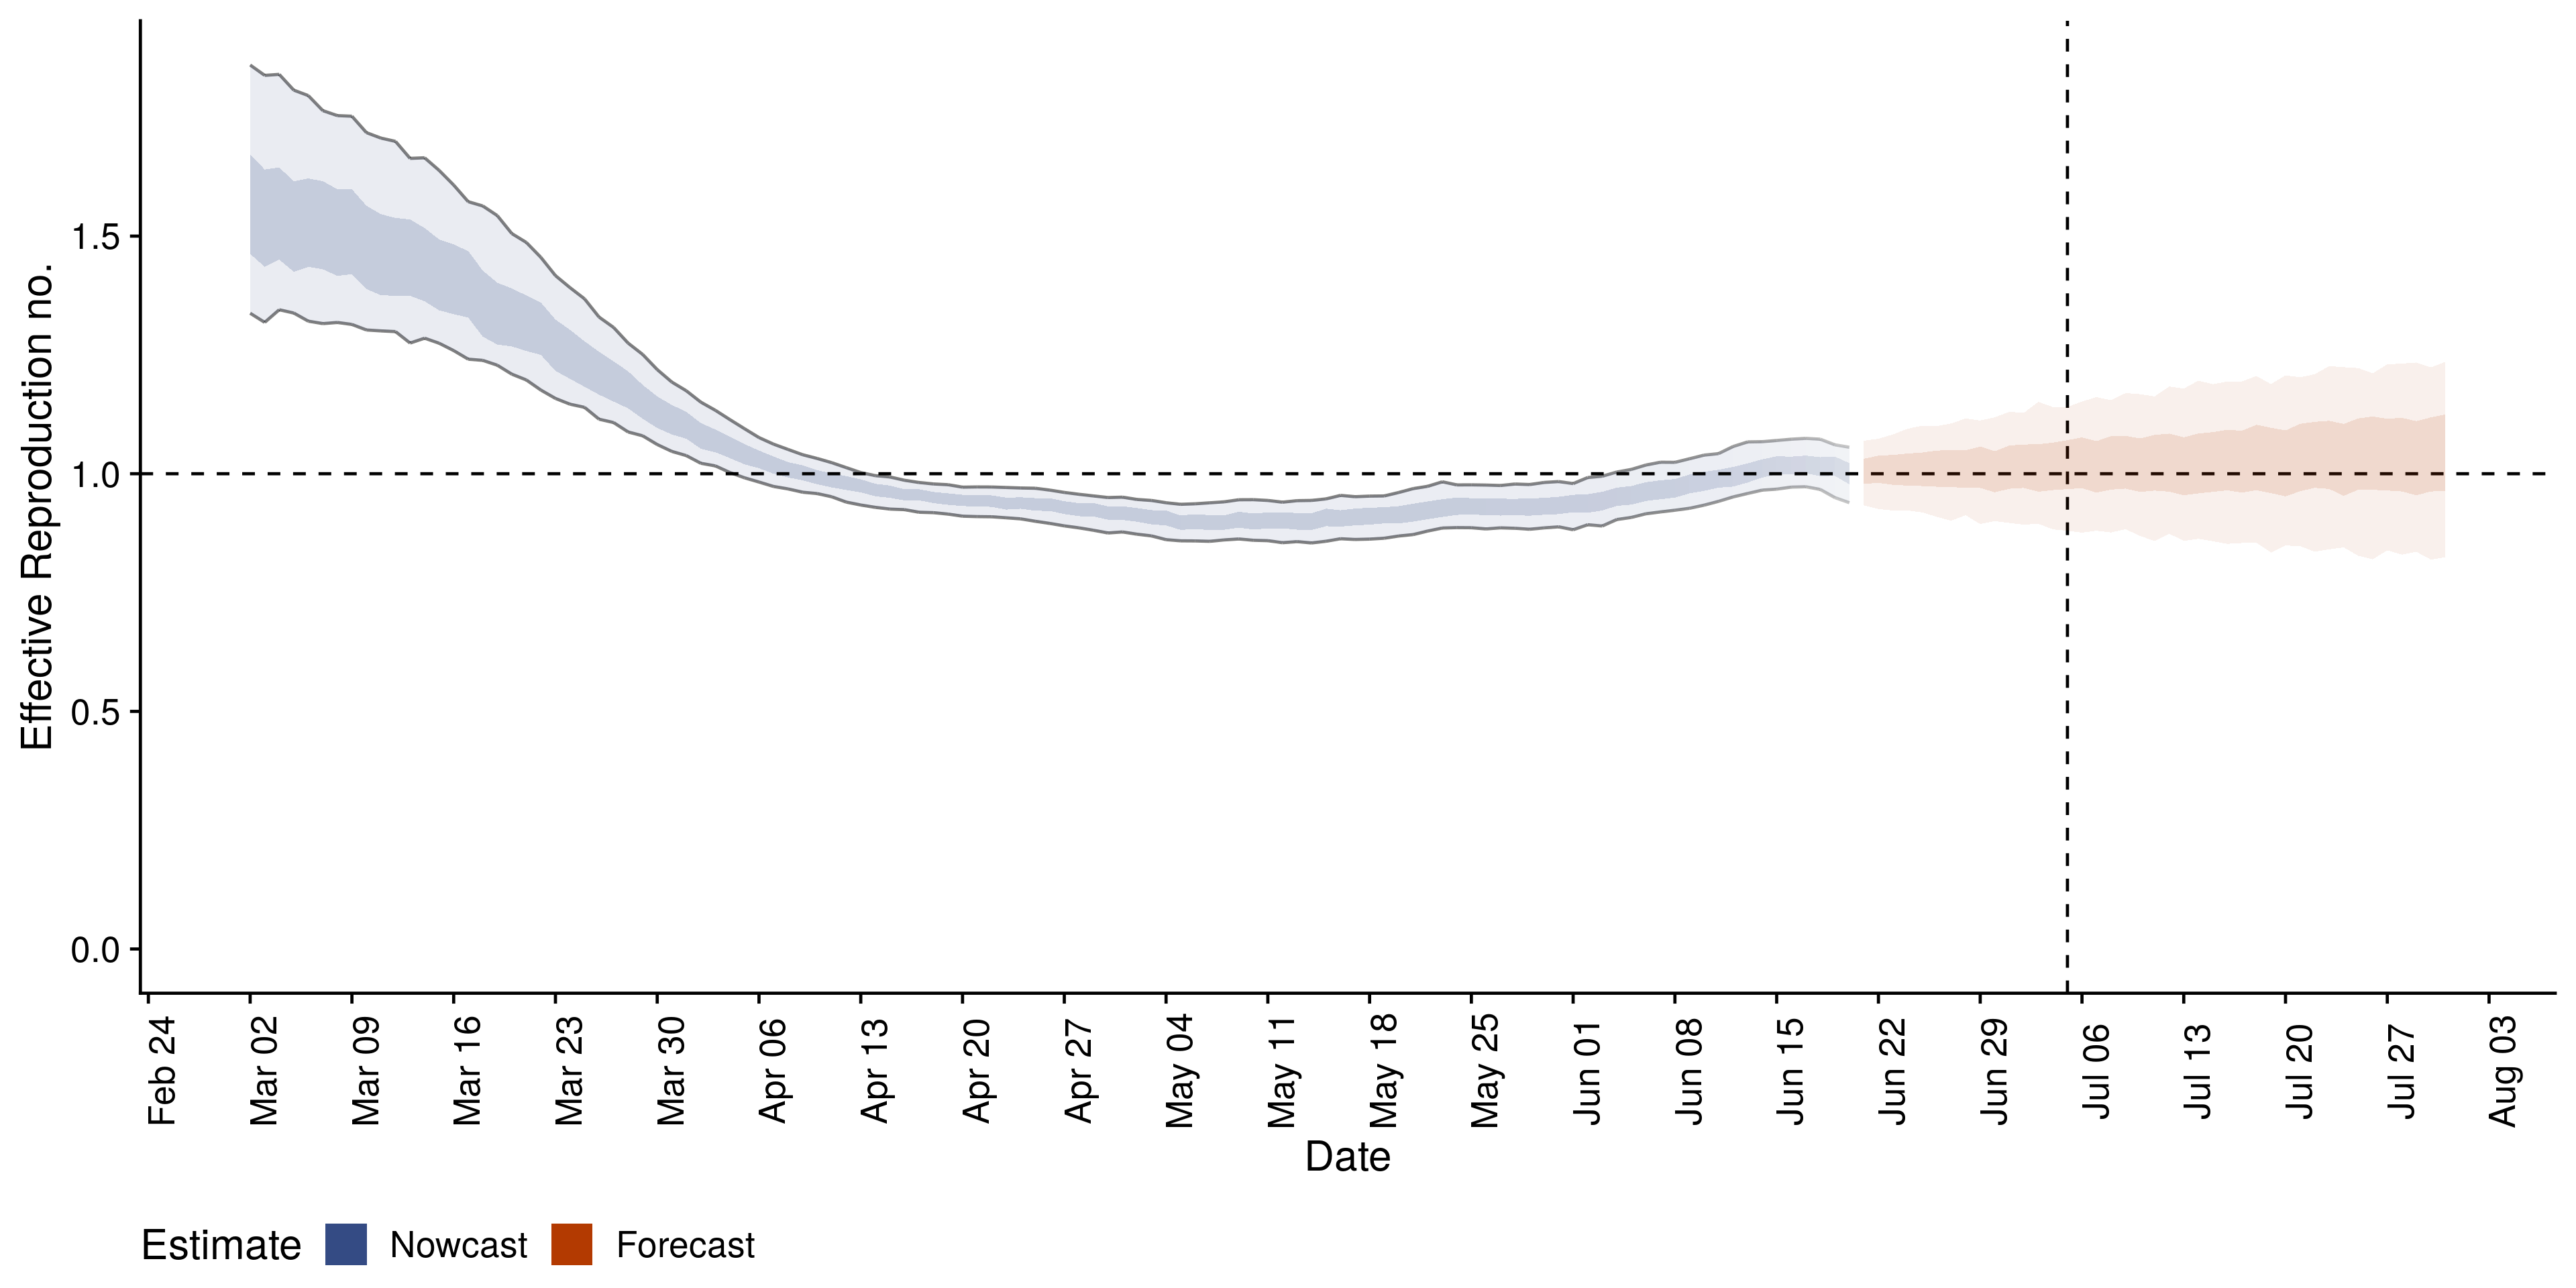 Effective Reproduction no.
1.5
1.0
0.5
0.0
Feb 24
Mar 02
Mar 09
Mar 16
Mar 23
Mar 30
Apr 06
Apr 13
Apr 20
Apr 27
May 04
May 11
May 18
May 25
Jun 01
Jun 08
Jun 15
Jun 22
Jun 29
Jul 06
Jul 13
Jul 20
Jul 27
Aug 03
Date
Estimate Nowcast Forecast